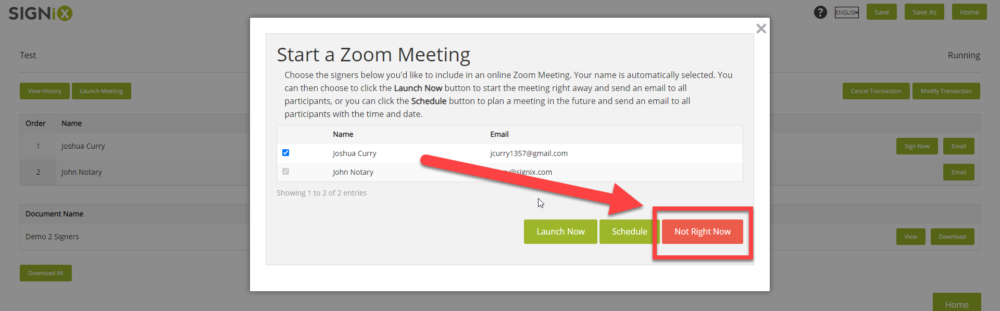 SIGNiX
? ENGLISH Save Save As Home
Test
Running
View History Launch Meeting
Cancel Transaction Modify Transaction
Order Name
1 Joshua Curry
Sign Now Email
2 John Notary
Email
Document Name
Demo 2 Signers
View Download
Download All
Home
Start a Zoom Meeting
Choose the signers below you'd like to include in an online Zoom Meeting. Your name is automatically selected. You
can then choose to click the Launch Now button to start the meeting right away and send an email to all
participants, or you can click the Schedule button to plan a meeting in the future and send an email to all
participants with the time and date.
Name Email
Joshua Curry jcurry1357@gmail.com
John Notary @signix.com
Showing 1 to 2 of 2 entries
Launch Now Schedule Not Right Now